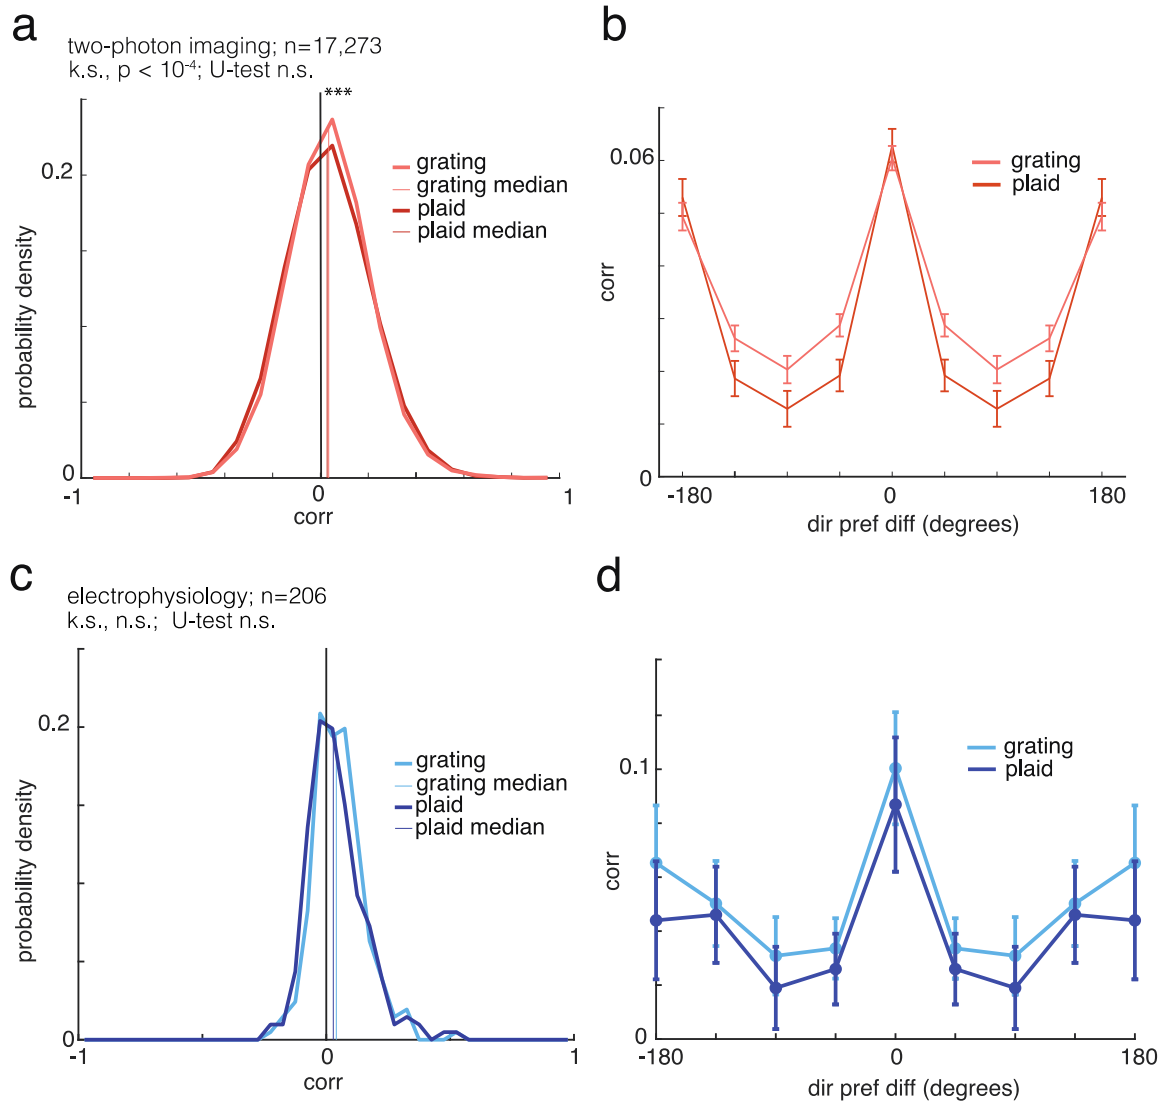 a
two-photon imaging; n=17,273
k.s., p < 10⁻⁴; U-test n.s.
***
0.2
0
probability density
-1
0
1
corr
grating
grating median
plaid
plaid median
b
0.06
0
corr
-180
0
180
dir pref diff (degrees)
grating
plaid
c
electrophysiology; n=206
k.s., n.s.; U-test n.s.
0.2
0
probability density
-1
0
1
corr
grating
grating median
plaid
plaid median
d
0.1
0
corr
-180
0
180
dir pref diff (degrees)
grating
plaid